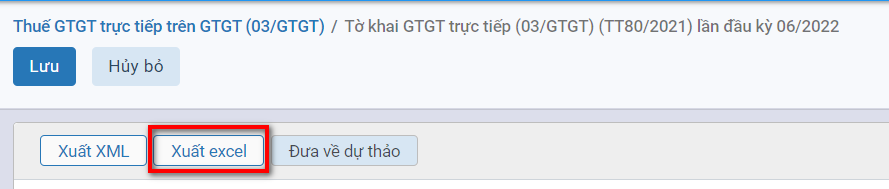 Thuế GTGT trực tiếp trên GTGT (03/GTGT) / Tờ khai GTGT trực tiếp (03/GTGT) (TT80/2021) lần đầu kỳ 06/2022
Lưu Hủy bỏ
Xuất XML Xuất excel Đưa về dự thảo